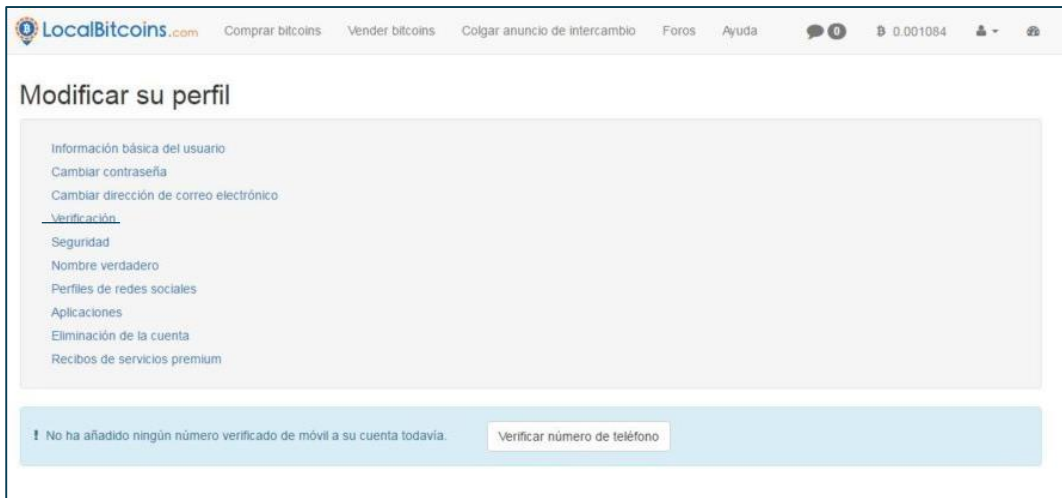 LocalBitcoins.com Comprar bitcoins Vender bitcoins Colgar anuncio de intercambio Foros Ayuda 0 B 0.001084
Modificar su perfil
Información básica del usuario
Cambiar contraseña
Cambiar dirección de correo electrónico
Verificación
Seguridad
Nombre verdadero
Perfiles de redes sociales
Aplicaciones
Eliminación de la cuenta
Recibos de servicios premium
! No ha añadido ningún número verificado de móvil a su cuenta todavía. Verificar número de teléfono